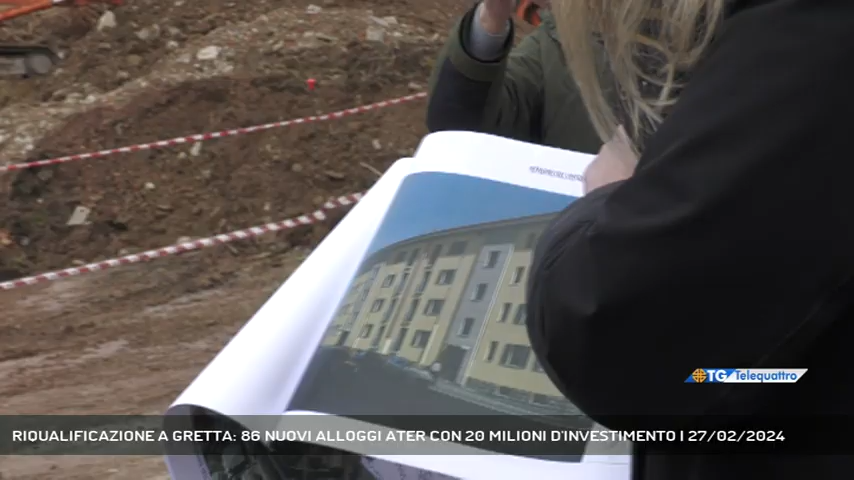 TG Telequattro
RIQUALIFICAZIONE A GRETTA: 86 NUOVI ALLOGGI ATER CON 20 MILIONI D'INVESTIMENTO | 27/02/2024